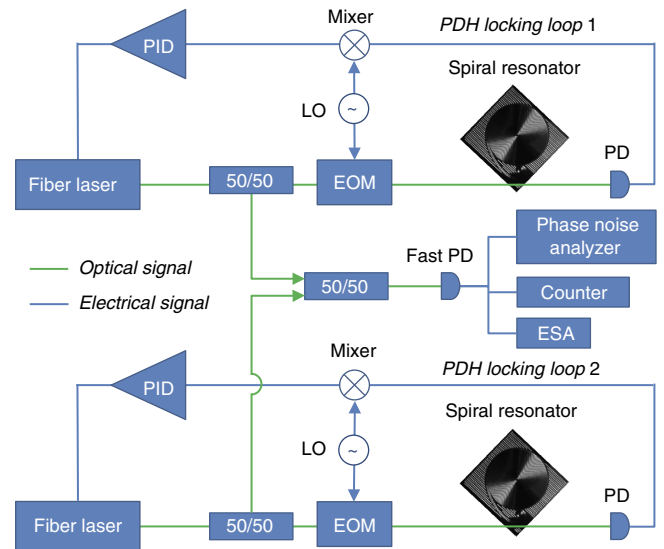 PID
Mixer
PDH locking loop 1
Spiral resonator
LO
~
PD
Fiber laser
50/50
EOM
Optical signal
Electrical signal
50/50
Fast PD
Phase noise
analyzer
Counter
ESA
PID
Mixer
PDH locking loop 2
Spiral resonator
LO
~
PD
Fiber laser
50/50
EOM